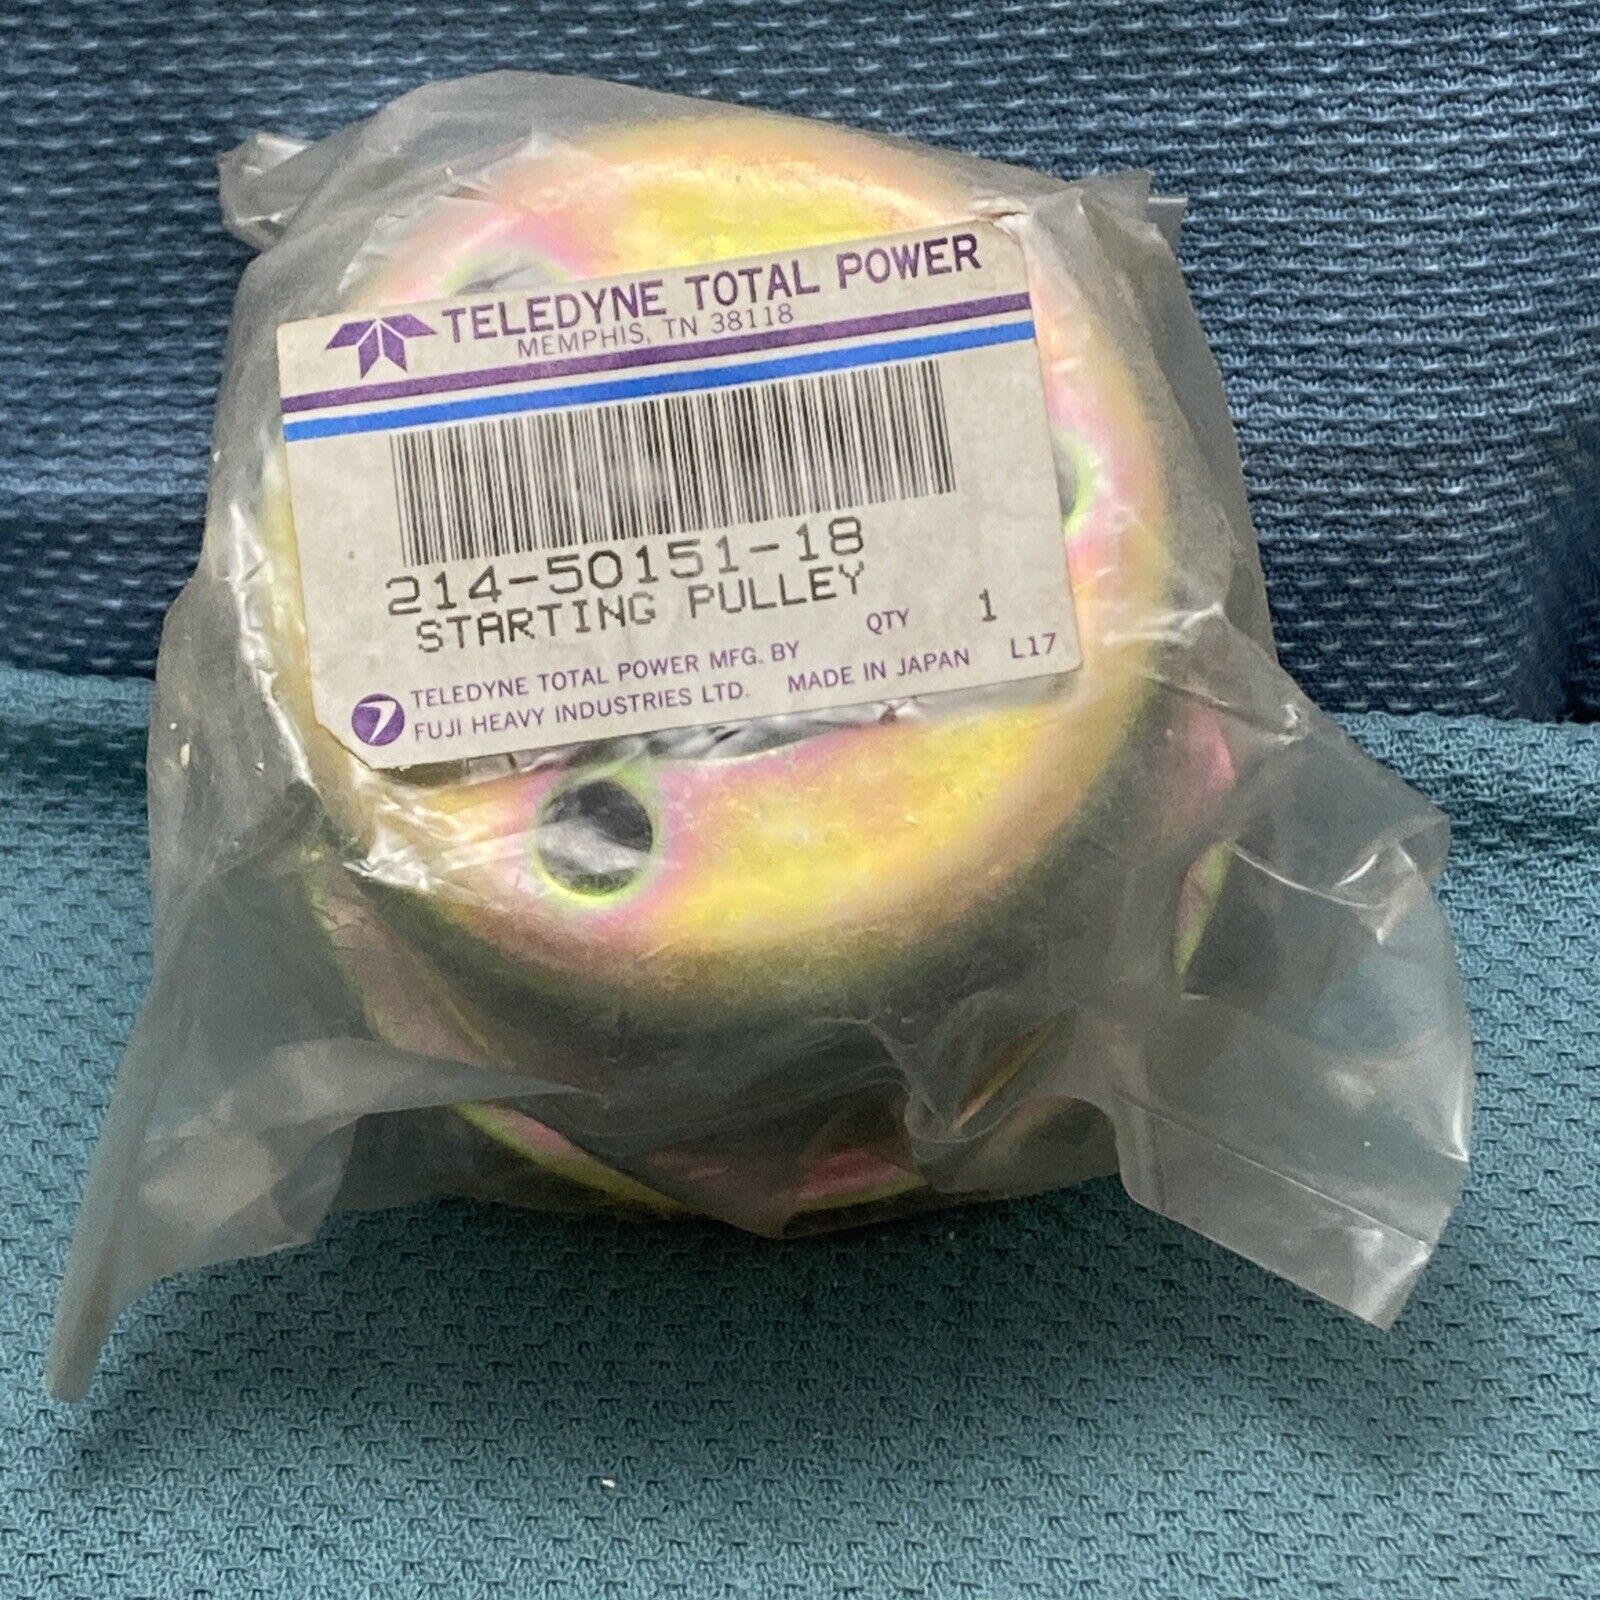 TELEDYNE TOTAL POWER
MEMPHIS, TN 38118
214-50151-18
STARTING PULLEY
QTY 1
TELEDYNE TOTAL POWER MFG. BY
FUJI HEAVY INDUSTRIES LTD. MADE IN JAPAN L17